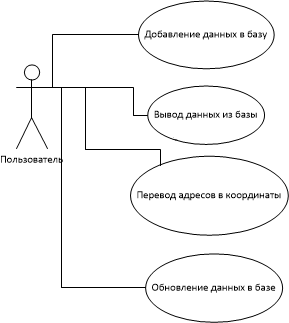 Добавление данных в базу
Вывод данных из базы
Пользователь
Перевод адресов в координаты
Обновление данных в базе